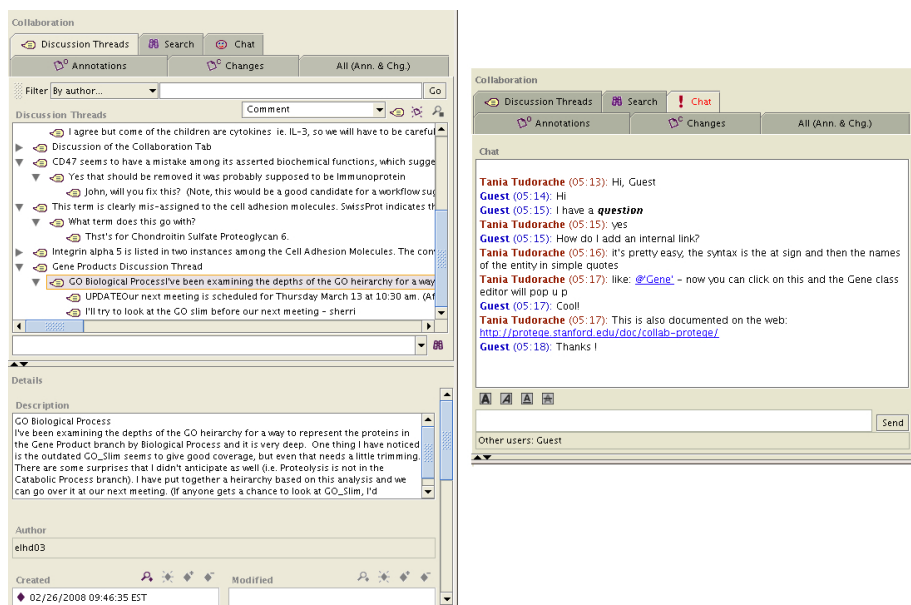 Collaboration
Discussion Threads
Search
Chat
Annotations
Changes
All (Ann. & Chg.)
Filter By author... Go
Discussion Threads
Comment
I agree but come of the children are cytokines ie. IL-3, so we will have to be careful
Discussion of the Collaboration Tab
CD47 seems to have a mistake among its asserted biochemical functions, which sugge
Yes that should be removed it was probably supposed to be Immunoprotein
John, will you fix this? (Note, this would be a good candidate for a workflow sug
This term is clearly mis-assigned to the cell adhesion molecules. SwissProt indicates th
What term does this go with?
Thst's for Chondroitin Sulfate Proteoglycan 6.
Integrin alpha 5 is listed in two instances among the Cell Adhesion Molecules. The con
Gene Products Discussion Thread
GO Biological ProcessI've been examining the depths of the GO heirarchy for a way
UPDATEOur next meeting is scheduled for Thursday March 13 at 10:30 am. (Af
I'll try to look at the GO slim before our next meeting - sherri
Details
Description
GO Biological Process
I've been examining the depths of the GO heirarchy for a way to represent the proteins in
the Gene Product branch by Biological Process and it is very deep. One thing I have noticed
is the outdated GO_Slim seems to give good coverage, but even that needs a little trimming.
There are some surprises that I didn't anticipate as well (i.e. Proteolysis is not in the
Catabolic Process branch). I have put together a heirarchy based on this analysis and we
can go over it at our next meeting. (If anyone gets a chance to look at GO_Slim, I'd
Author
elhd03
Created
Modified
02/26/2008 09:46:35 EST
Collaboration
Discussion Threads
Search
Chat
Annotations
Changes
All (Ann. & Chg.)
Chat
Tania Tudorache (05:13): Hi, Guest
Guest (05:14): Hi
Guest (05:15): I have a question
Tania Tudorache (05:15): yes
Guest (05:15): How do I add an internal link?
Tania Tudorache (05:16): it's pretty easy, the syntax is the at sign and then the names
of the entity in simple quotes
Tania Tudorache (05:17): like: @'Gene' - now you can click on this and the Gene class
editor will pop u p
Guest (05:17): Cool!
Tania Tudorache (05:17): This is also documented on the web:
http://protege.stanford.edu/doc/collab-protege/
Guest (05:18): Thanks !
A A A A
Send
Other users: Guest